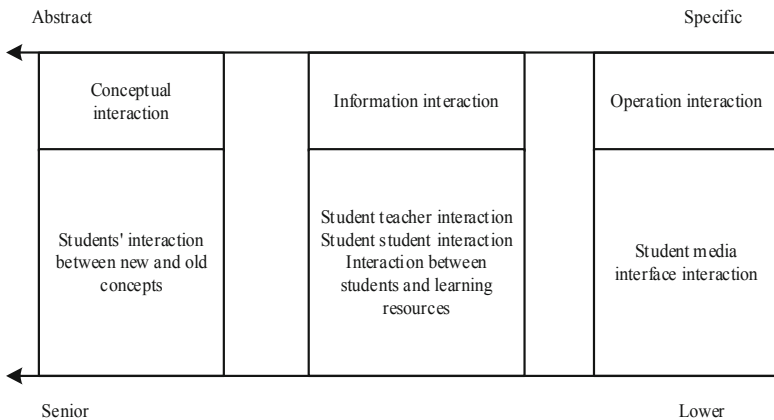 Abstract
Specific
Conceptual
interaction
Information interaction
Operation interaction
Students' interaction
between new and old
concepts
Student teacher interaction
Student student interaction
Interaction between
students and learning
resources
Student media
interface interaction
Senior
Lower